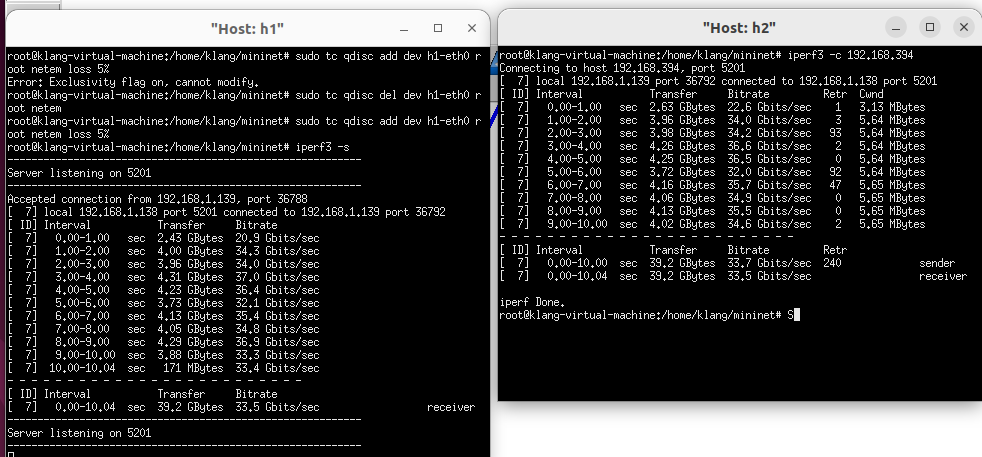 "Host: h1"
root@klang-virtual-machine:/home/klang/mininet# sudo tc qdisc add dev h1-eth0 r
oot netem loss 5%
Error: Exclusivity flag on, cannot modify.
root@klang-virtual-machine:/home/klang/mininet# sudo tc qdisc del dev h1-eth0 r
oot netem
root@klang-virtual-machine:/home/klang/mininet# sudo tc qdisc add dev h1-eth0 r
oot netem loss 5%
root@klang-virtual-machine:/home/klang/mininet# iperf3 -s
-----------------------------------------------------------
Server listening on 5201
-----------------------------------------------------------
Accepted connection from 192.168.1.139, port 36788
[  7] local 192.168.1.138 port 5201 connected to 192.168.1.139 port 36792
[ ID] Interval           Transfer     Bitrate
[  7]   0.00-1.00   sec  2.43 GBytes  20.9 Gbits/sec
[  7]   1.00-2.00   sec  4.00 GBytes  34.3 Gbits/sec
[  7]   2.00-3.00   sec  3.96 GBytes  34.0 Gbits/sec
[  7]   3.00-4.00   sec  4.31 GBytes  37.0 Gbits/sec
[  7]   4.00-5.00   sec  4.23 GBytes  36.4 Gbits/sec
[  7]   5.00-6.00   sec  3.73 GBytes  32.1 Gbits/sec
[  7]   6.00-7.00   sec  4.13 GBytes  35.4 Gbits/sec
[  7]   7.00-8.00   sec  4.05 GBytes  34.8 Gbits/sec
[  7]   8.00-9.00   sec  4.29 GBytes  36.9 Gbits/sec
[  7]   9.00-10.00  sec  3.88 GBytes  33.3 Gbits/sec
[  7]  10.00-10.04  sec   171 MBytes  33.4 Gbits/sec
- - - - - - - - - - - - - - - - - - - - - - - - -
[ ID] Interval           Transfer     Bitrate
[  7]   0.00-10.04  sec  39.2 GBytes  33.5 Gbits/sec                  receiver
-----------------------------------------------------------
Server listening on 5201
-----------------------------------------------------------
"Host: h2"
root@klang-virtual-machine:/home/klang/mininet# iperf3 -c 192.168.394
Connecting to host 192.168.394, port 5201
[  7] local 192.168.1.139 port 36792 connected to 192.168.1.138 port 5201
[ ID] Interval           Transfer     Bitrate         Retr  Cwnd
[  7]   0.00-1.00   sec  2.63 GBytes  22.6 Gbits/sec    1   3.13 MBytes
[  7]   1.00-2.00   sec  3.96 GBytes  34.0 Gbits/sec    3   5.64 MBytes
[  7]   2.00-3.00   sec  3.98 GBytes  34.2 Gbits/sec   93   5.64 MBytes
[  7]   3.00-4.00   sec  4.26 GBytes  36.6 Gbits/sec    2   5.64 MBytes
[  7]   4.00-5.00   sec  4.25 GBytes  36.5 Gbits/sec    0   5.64 MBytes
[  7]   5.00-6.00   sec  3.72 GBytes  32.0 Gbits/sec   92   5.64 MBytes
[  7]   6.00-7.00   sec  4.16 GBytes  35.7 Gbits/sec   47   5.65 MBytes
[  7]   7.00-8.00   sec  4.06 GBytes  34.9 Gbits/sec    0   5.65 MBytes
[  7]   8.00-9.00   sec  4.13 GBytes  35.5 Gbits/sec    0   5.65 MBytes
[  7]   9.00-10.00  sec  4.02 GBytes  34.6 Gbits/sec    2   5.65 MBytes
- - - - - - - - - - - - - - - - - - - - - - - - -
[ ID] Interval           Transfer     Bitrate         Retr
[  7]   0.00-10.00  sec  39.2 GBytes  33.7 Gbits/sec  240             sender
[  7]   0.00-10.04  sec  39.2 GBytes  33.5 Gbits/sec                  receiver
iperf Done.
root@klang-virtual-machine:/home/klang/mininet# S